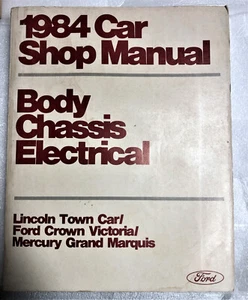 1984 Car
Shop Manual
Body
Chassis
Electrical
Lincoln Town Car/
Ford Crown Victoria/
Mercury Grand Marquis
Ford